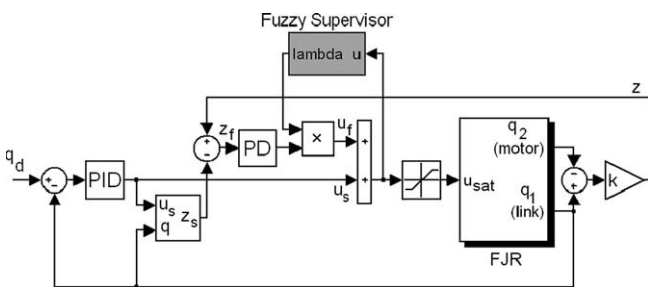 Fuzzy Supervisor
lambda u
z
z_f
PD
×
u_f
q_d
PID
u_s
u_s
q
z_s
u_sat
q_2
(motor)
q_1
(link)
k
FJR